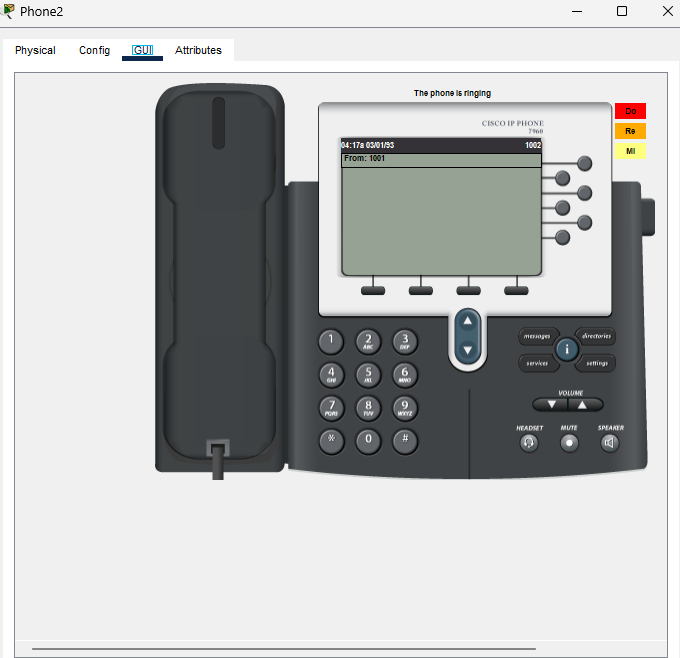 Phone2
Physical Config GUI Attributes
The phone is ringing
CISCO IP PHONE
7960
Do
Re
MI
04:17a 03/01/93 1002
From: 1001
1 2 ABC 3 DEF
4 GHI 5 JKL 6 MNO
7 PQRS 8 TUV 9 WXYZ
* 0 #
messages directories
i
services settings
VOLUME
HEADSET MUTE SPEAKER